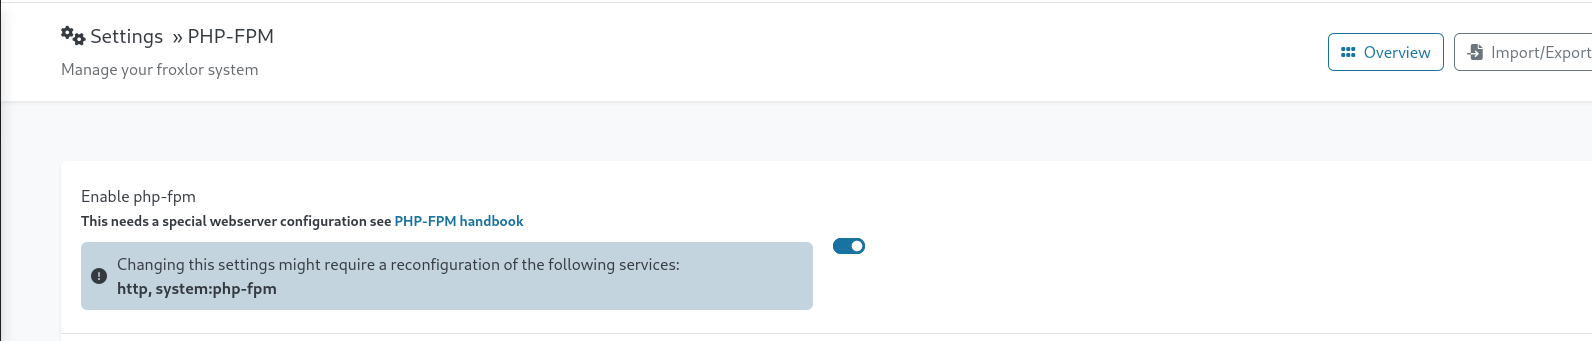 Settings » PHP-FPM
Manage your froxlor system
Overview
Import/Export
Enable php-fpm
This needs a special webserver configuration see PHP-FPM handbook
Changing this settings might require a reconfiguration of the following services:
http, system:php-fpm